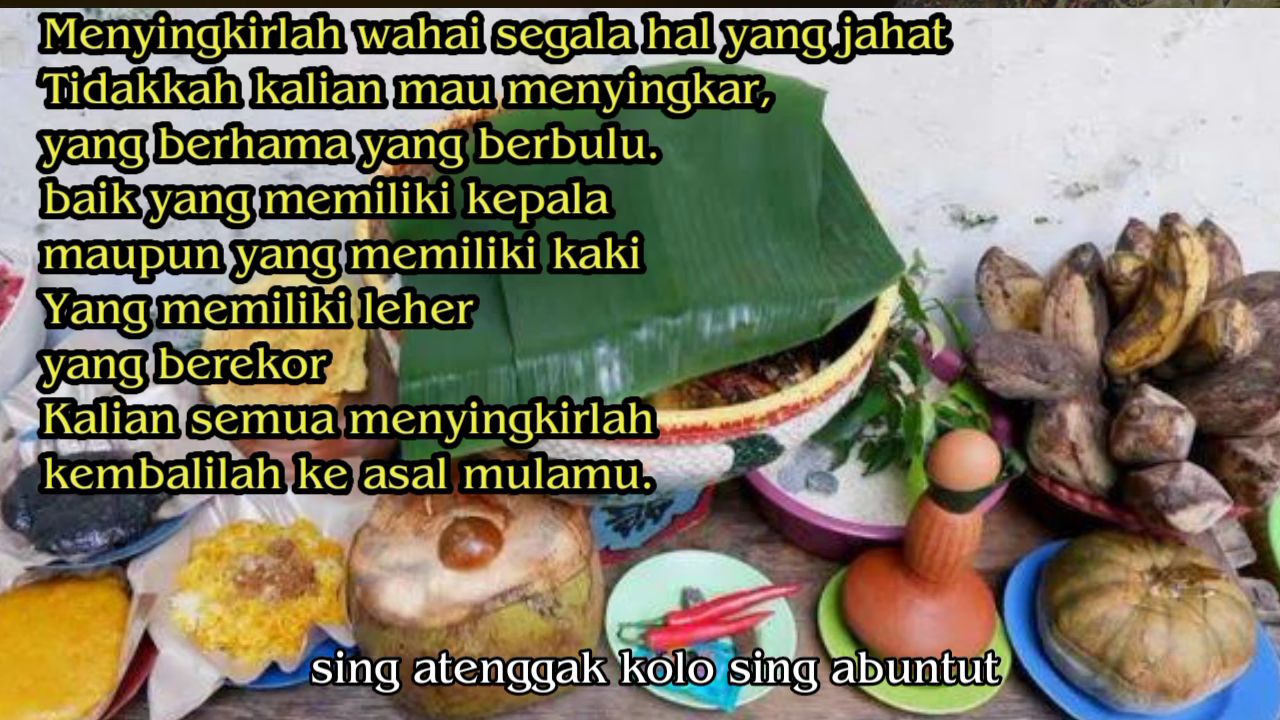 Menyingkirlah wahai segala hal yang jahat
Tidakkah kalian mau menyingkar,
yang berhama yang berbulu.
baik yang memiliki kepala
maupun yang memiliki kaki
Yang memiliki leher
yang berekor
Kalian semua menyingkirlah
kembalilah ke asal mulamu.
sing atenggak kolo sing abuntut